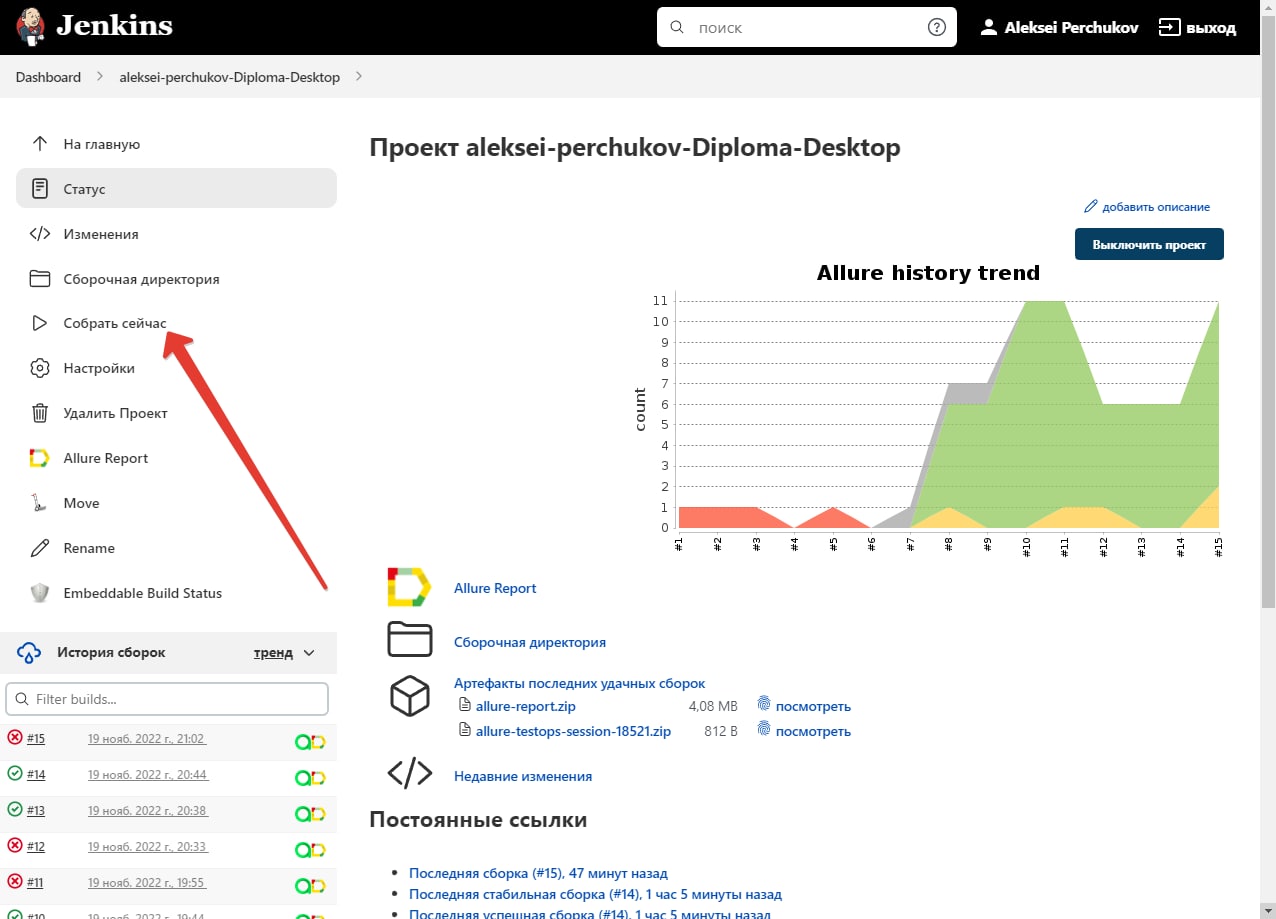 Jenkins
поиск
Aleksei Perchukov
выход
Dashboard
aleksei-perchukov-Diploma-Desktop
На главную
Статус
Изменения
Сборочная директория
Собрать сейчас
Настройки
Удалить Проект
Allure Report
Move
Rename
Embeddable Build Status
История сборок
тренд
Filter builds...
#15 19 нояб. 2022 г., 21:02
#14 19 нояб. 2022 г., 20:44
#13 19 нояб. 2022 г., 20:38
#12 19 нояб. 2022 г., 20:33
#11 19 нояб. 2022 г., 19:55
#10 19 нояб. 2022 г., 19:44
Проект aleksei-perchukov-Diploma-Desktop
добавить описание
Выключить проект
Allure history trend
count
11
10
9
8
7
6
5
4
3
2
1
0
#1 #2 #3 #4 #5 #6 #7 #8 #9 #10 #11 #12 #13 #14 #15
Allure Report
Сборочная директория
Артефакты последних удачных сборок
allure-report.zip 4,08 MB посмотреть
allure-testops-session-18521.zip 812 B посмотреть
Недавние изменения
Постоянные ссылки
Последняя сборка (#15), 47 минут назад
Последняя стабильная сборка (#14), 1 час 5 минуты назад
Последняя успешная сборка (#14), 1 час 5 минуты назад